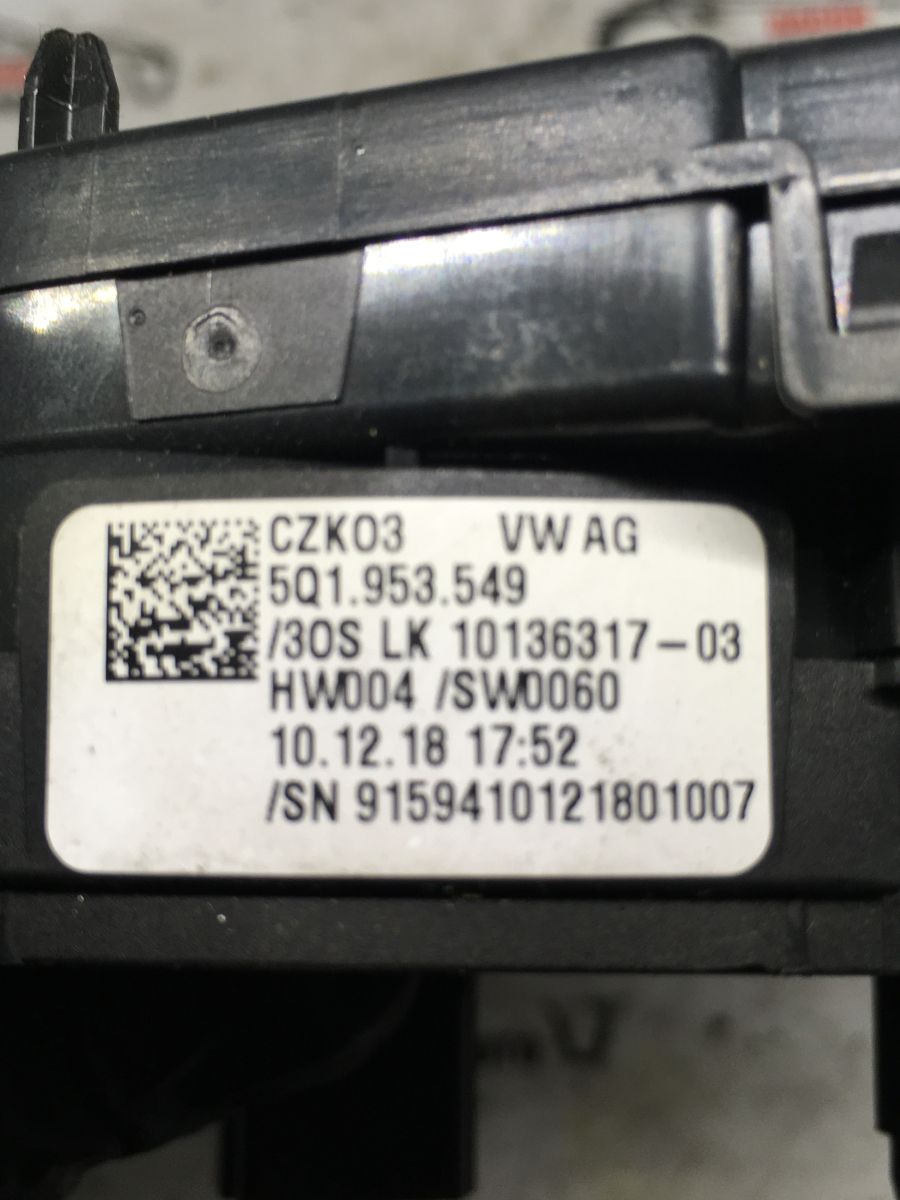 CZK03 VW AG
5Q1.953.549
/30S LK 10136317-03
HW004 /SW0060
10.12.18 17:52
/SN 9159410121801007